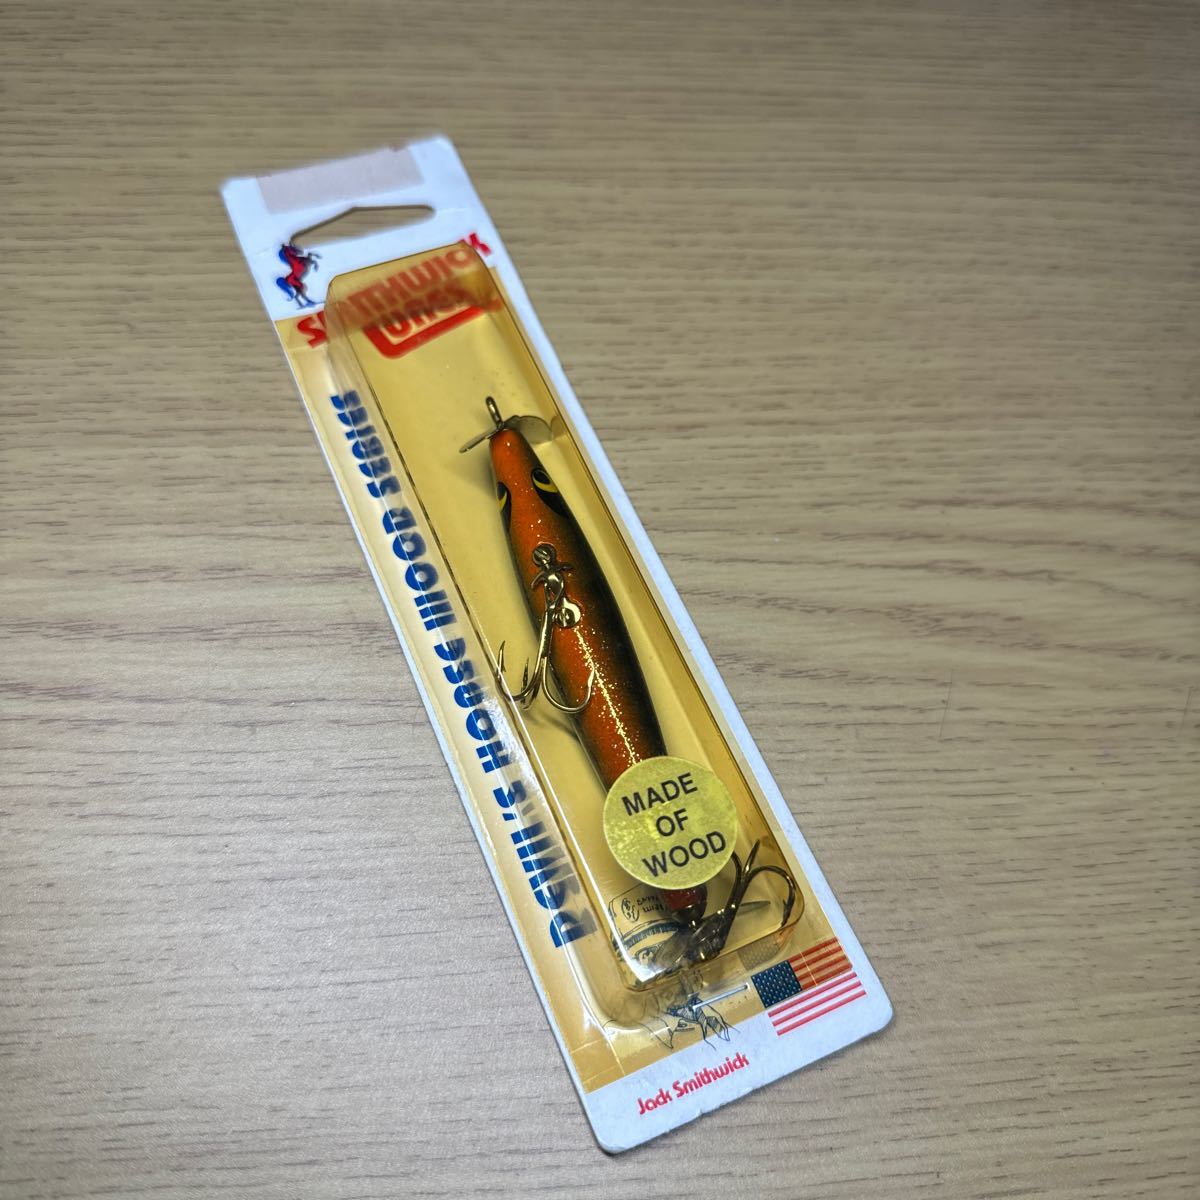 SMITHWICK
LURES
DEVIL'S HORSE WOOD SERIES
MADE
OF
WOOD
Jack Smithwick